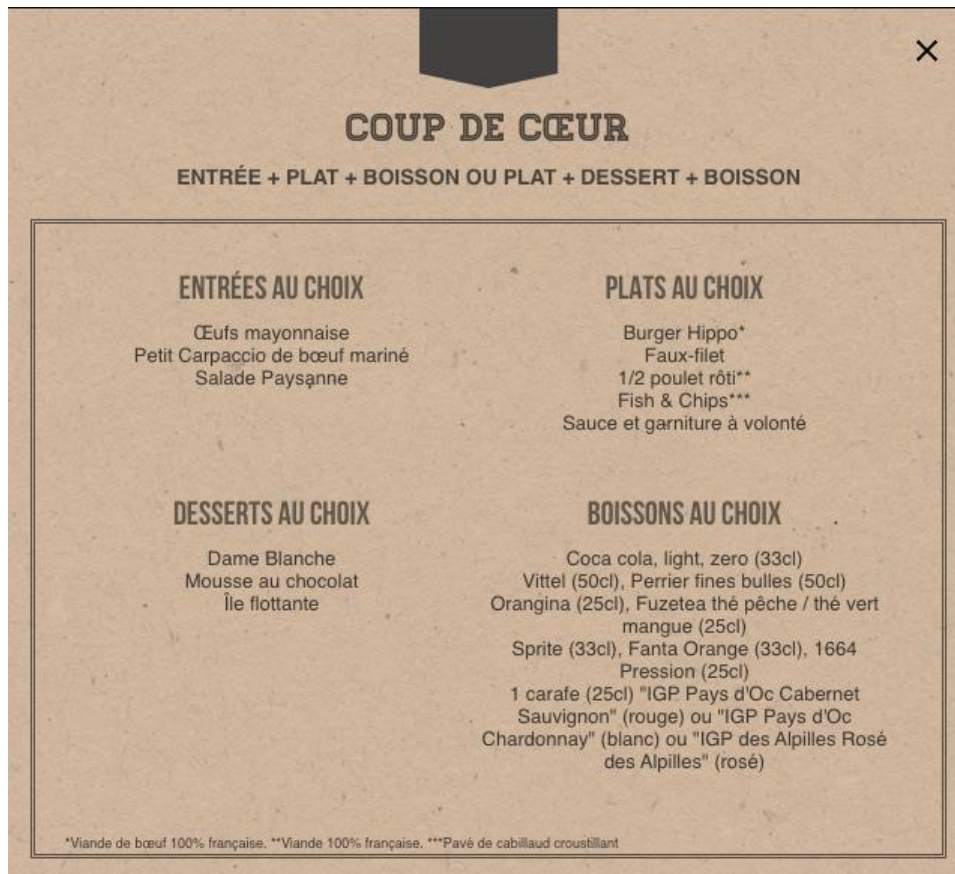 COUP DE CŒUR
ENTRÉE + PLAT + BOISSON OU PLAT + DESSERT + BOISSON
ENTRÉES AU CHOIX
Œufs mayonnaise
Petit Carpaccio de bœuf mariné
Salade Paysanne
PLATS AU CHOIX
Burger Hippo*
Faux-filet
1/2 poulet rôti**
Fish & Chips***
Sauce et garniture à volonté
DESSERTS AU CHOIX
Dame Blanche
Mousse au chocolat
Île flottante
BOISSONS AU CHOIX
Coca cola, light, zero (33cl)
Vittel (50cl), Perrier fines bulles (50cl)
Orangina (25cl), Fuzetea thé pêche / thé vert
mangue (25cl)
Sprite (33cl), Fanta Orange (33cl), 1664
Pression (25cl)
1 carafe (25cl) "IGP Pays d'Oc Cabernet
Sauvignon" (rouge) ou "IGP Pays d'Oc
Chardonnay" (blanc) ou "IGP des Alpilles Rosé
des Alpilles" (rosé)
*Viande de bœuf 100% française. **Viande 100% française. ***Pavé de cabillaud croustillant